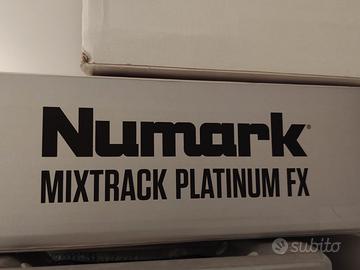 Numark®
MIXTRACK PLATINUM FX
subito